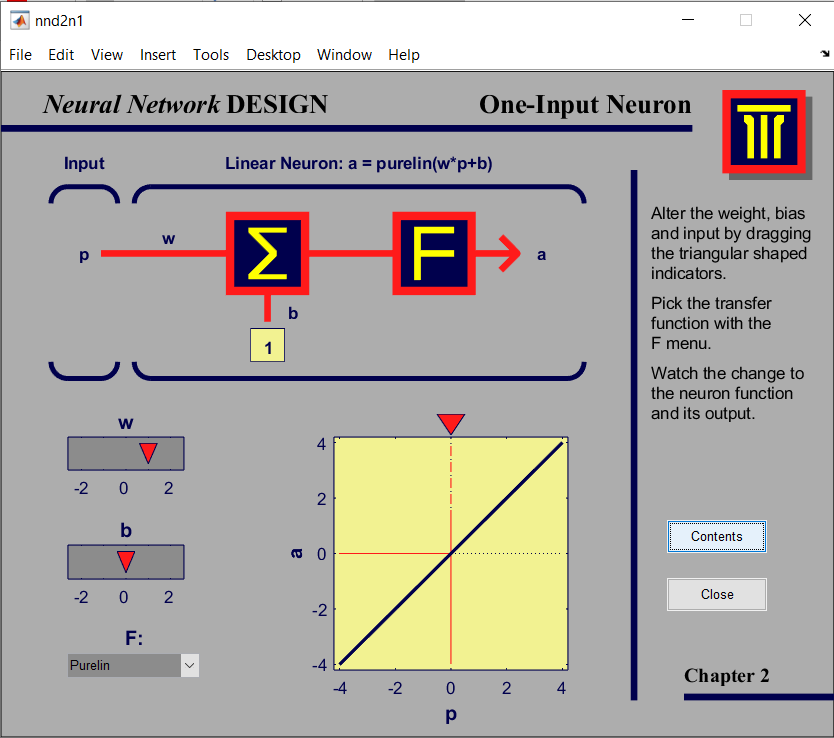 nnd2n1
File Edit View Insert Tools Desktop Window Help
Neural Network DESIGN
One-Input Neuron
Input
Linear Neuron: a = purelin(w*p+b)
p
w
Σ
F
a
b
1
Alter the weight, bias
and input by dragging
the triangular shaped
indicators.
Pick the transfer
function with the
F menu.
Watch the change to
the neuron function
and its output.
w
-2 0 2
b
-2 0 2
F:
Purelin
4
2
0
-2
-4
a
-4 -2 0 2 4
p
Contents
Close
Chapter 2